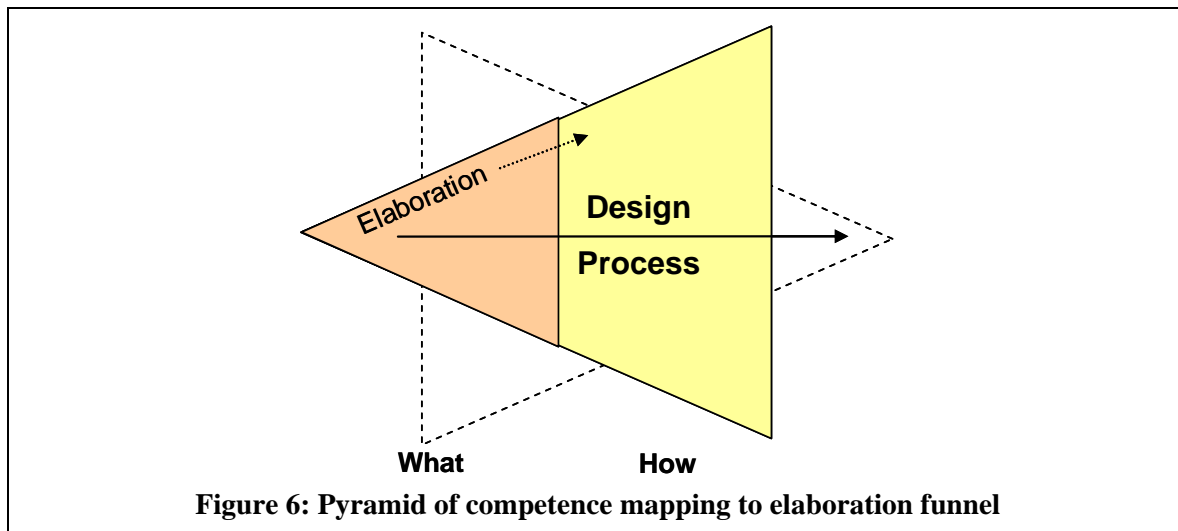 Elaboration
Design
Process
What How
Figure 6: Pyramid of competence mapping to elaboration funnel